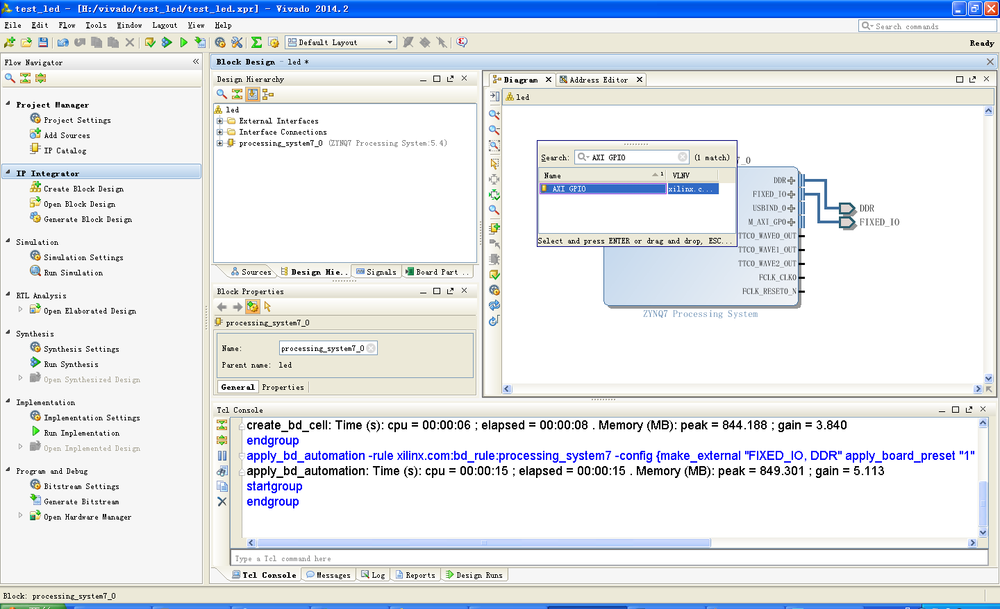 test_led - [H:/vivado/test_led/test_led.xpr] - Vivado 2014.2
File Edit Flow Tools Window Layout View Help
Search commands
Default Layout
Ready
Flow Navigator
Project Manager
Project Settings
Add Sources
IP Catalog
IP Integrator
Create Block Design
Open Block Design
Generate Block Design
Simulation
Simulation Settings
Run Simulation
RTL Analysis
Open Elaborated Design
Synthesis
Synthesis Settings
Run Synthesis
Open Synthesized Design
Implementation
Implementation Settings
Run Implementation
Open Implemented Design
Program and Debug
Bitstream Settings
Generate Bitstream
Open Hardware Manager
Block Design - led *
Design Hierarchy
led
External Interfaces
Interface Connections
processing_system7_0 (ZYNQ7 Processing System:5.4)
Sources Design Hie.. Signals Board Part ..
Block Properties
processing_system7_0
Name: processing_system7_0
Parent name: led
General Properties
Diagram Address Editor
led
Search: AXI GPIO (1 match)
Name 1 VLNV
AXI GPIO xilinx.c...
Select and press ENTER or drag and drop, ESC...
7_0
DDR
FIXED_IO
USBIND_0
M_AXI_GP0
TTC0_WAVE0_OUT
TTC0_WAVE1_OUT
TTC0_WAVE2_OUT
FCLK_CLK0
FCLK_RESET0_N
DDR
FIXED_IO
ZYNQ7 Processing System
Tcl Console
create_bd_cell: Time (s): cpu = 00:00:06 ; elapsed = 00:00:08 . Memory (MB): peak = 844.188 ; gain = 3.840
endgroup
apply_bd_automation -rule xilinx.com:bd_rule:processing_system7 -config {make_external "FIXED_IO, DDR" apply_board_preset "1"
apply_bd_automation: Time (s): cpu = 00:00:15 ; elapsed = 00:00:15 . Memory (MB): peak = 849.301 ; gain = 5.113
startgroup
endgroup
Type a Tcl command here
Tcl Console Messages Log Reports Design Runs
Block: processing_system7_0